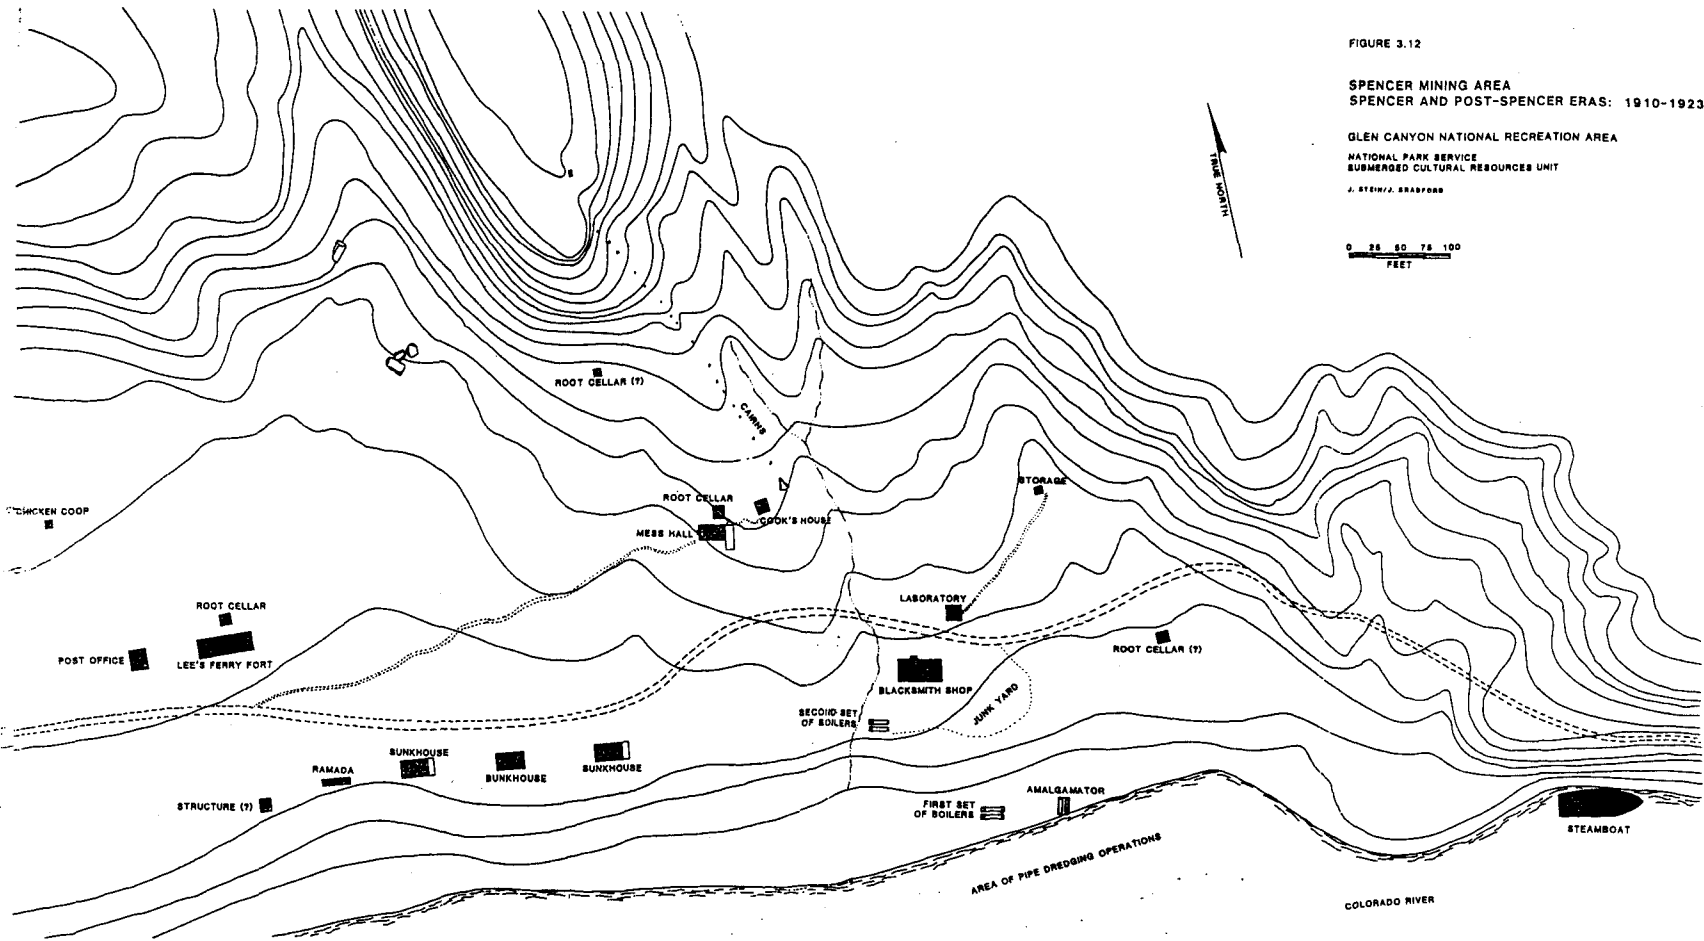 FIGURE 3.12
SPENCER MINING AREA
SPENCER AND POST-SPENCER ERAS: 1910-1923
GLEN CANYON NATIONAL RECREATION AREA
NATIONAL PARK SERVICE
SUBMERGED CULTURAL RESOURCES UNIT
J. STEIN/J. BRADFORD
TRUE NORTH
0 25 50 75 100
FEET
ROOT CELLAR (?)
CAIRNS
STORAGE
ROOT CELLAR
COOK'S HOUSE
MESS HALL
CHICKEN COOP
LABORATORY
ROOT CELLAR
POST OFFICE
LEE'S FERRY FORT
ROOT CELLAR (?)
BLACKSMITH SHOP
JUNK YARD
SECOND SET
OF BOILERS
BUNKHOUSE
BUNKHOUSE
BUNKHOUSE
RAMADA
STRUCTURE (?)
FIRST SET
OF BOILERS
AMALGAMATOR
STEAMBOAT
AREA OF PIPE DREDGING OPERATIONS
COLORADO RIVER